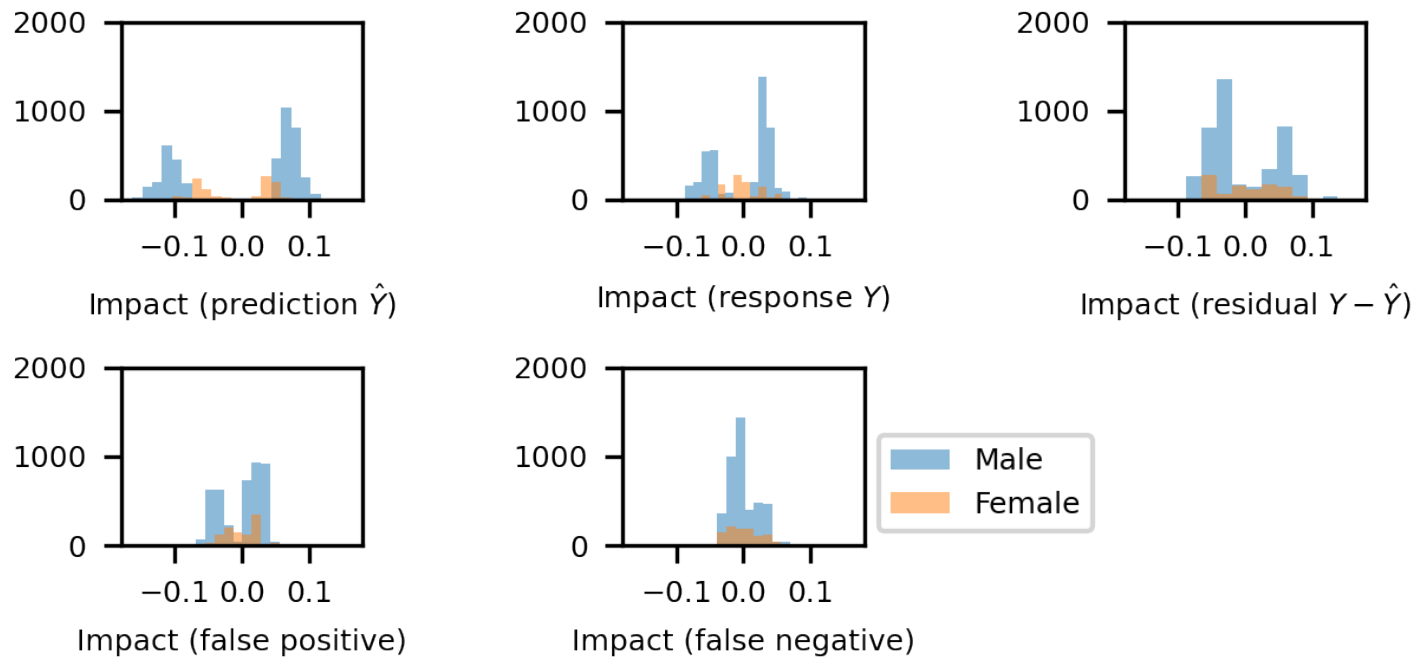 2000 2000 2000
1000 1000 1000
0 0 0
−0.1 0.0 0.1 −0.1 0.0 0.1 −0.1 0.0 0.1
Impact (prediction Ŷ) Impact (response Y) Impact (residual Y − Ŷ)
2000 2000
1000 1000
Male
Female
0 0
−0.1 0.0 0.1 −0.1 0.0 0.1
Impact (false positive) Impact (false negative)